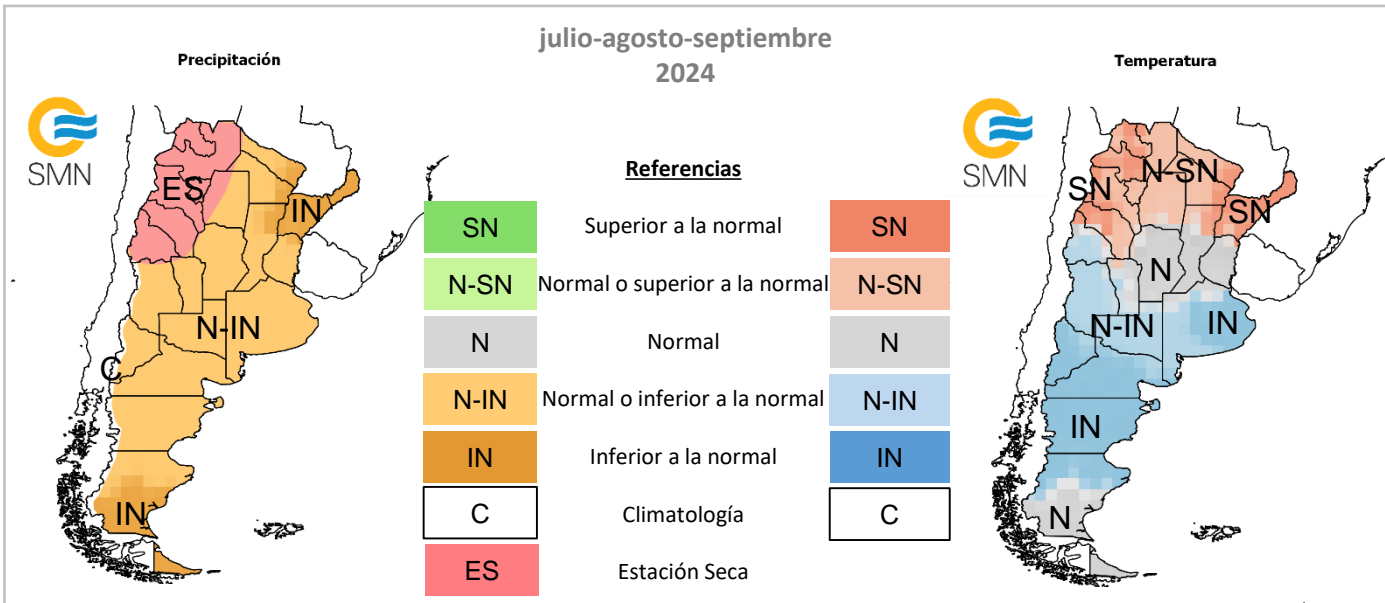 julio-agosto-septiembre
2024
Precipitación
SMN
ES
IN
N-IN
C
IN
Referencias
SN Superior a la normal SN
N-SN Normal o superior a la normal N-SN
N Normal N
N-IN Normal o inferior a la normal N-IN
IN Inferior a la normal IN
C Climatología C
ES Estación Seca
Temperatura
SMN
N-SN
SN
SN
N
N-IN
IN
IN
N